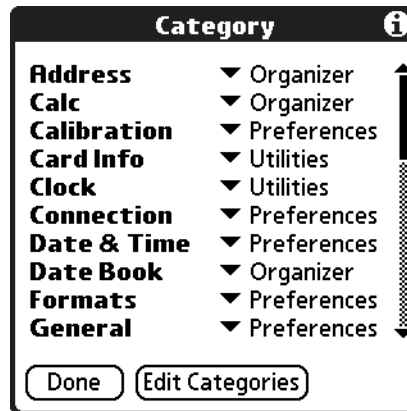 Category
Address Organizer
Calc Organizer
Calibration Preferences
Card Info Utilities
Clock Utilities
Connection Preferences
Date & Time Preferences
Date Book Organizer
Formats Preferences
General Preferences
Done Edit Categories